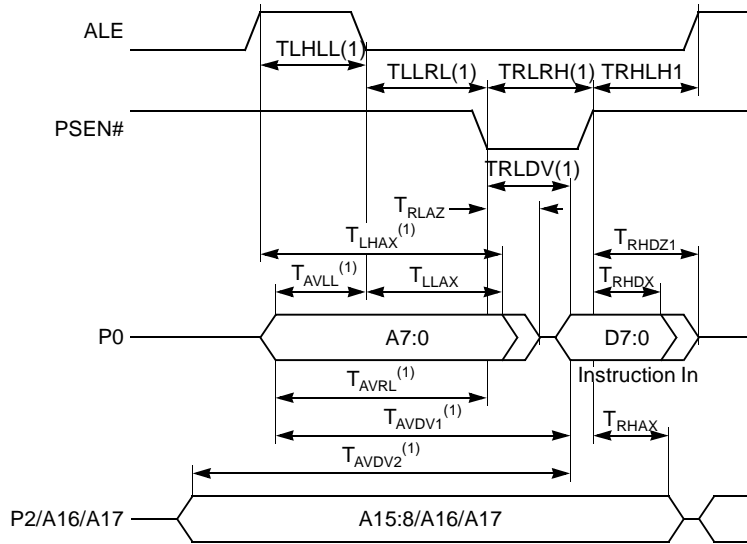 ALE
TLHLL(1)
TLLRL(1) TRLRH(1) TRHLH1
PSEN#
TRLDV(1)
TRLAZ
TLHAX(1)
TRHDZ1
TAVLL(1) TLLAX TRHDX
P0 A7:0 D7:0
Instruction In
TAVRL(1)
TAVDV1(1)
TRHAX
TAVDV2(1)
P2/A16/A17 A15:8/A16/A17